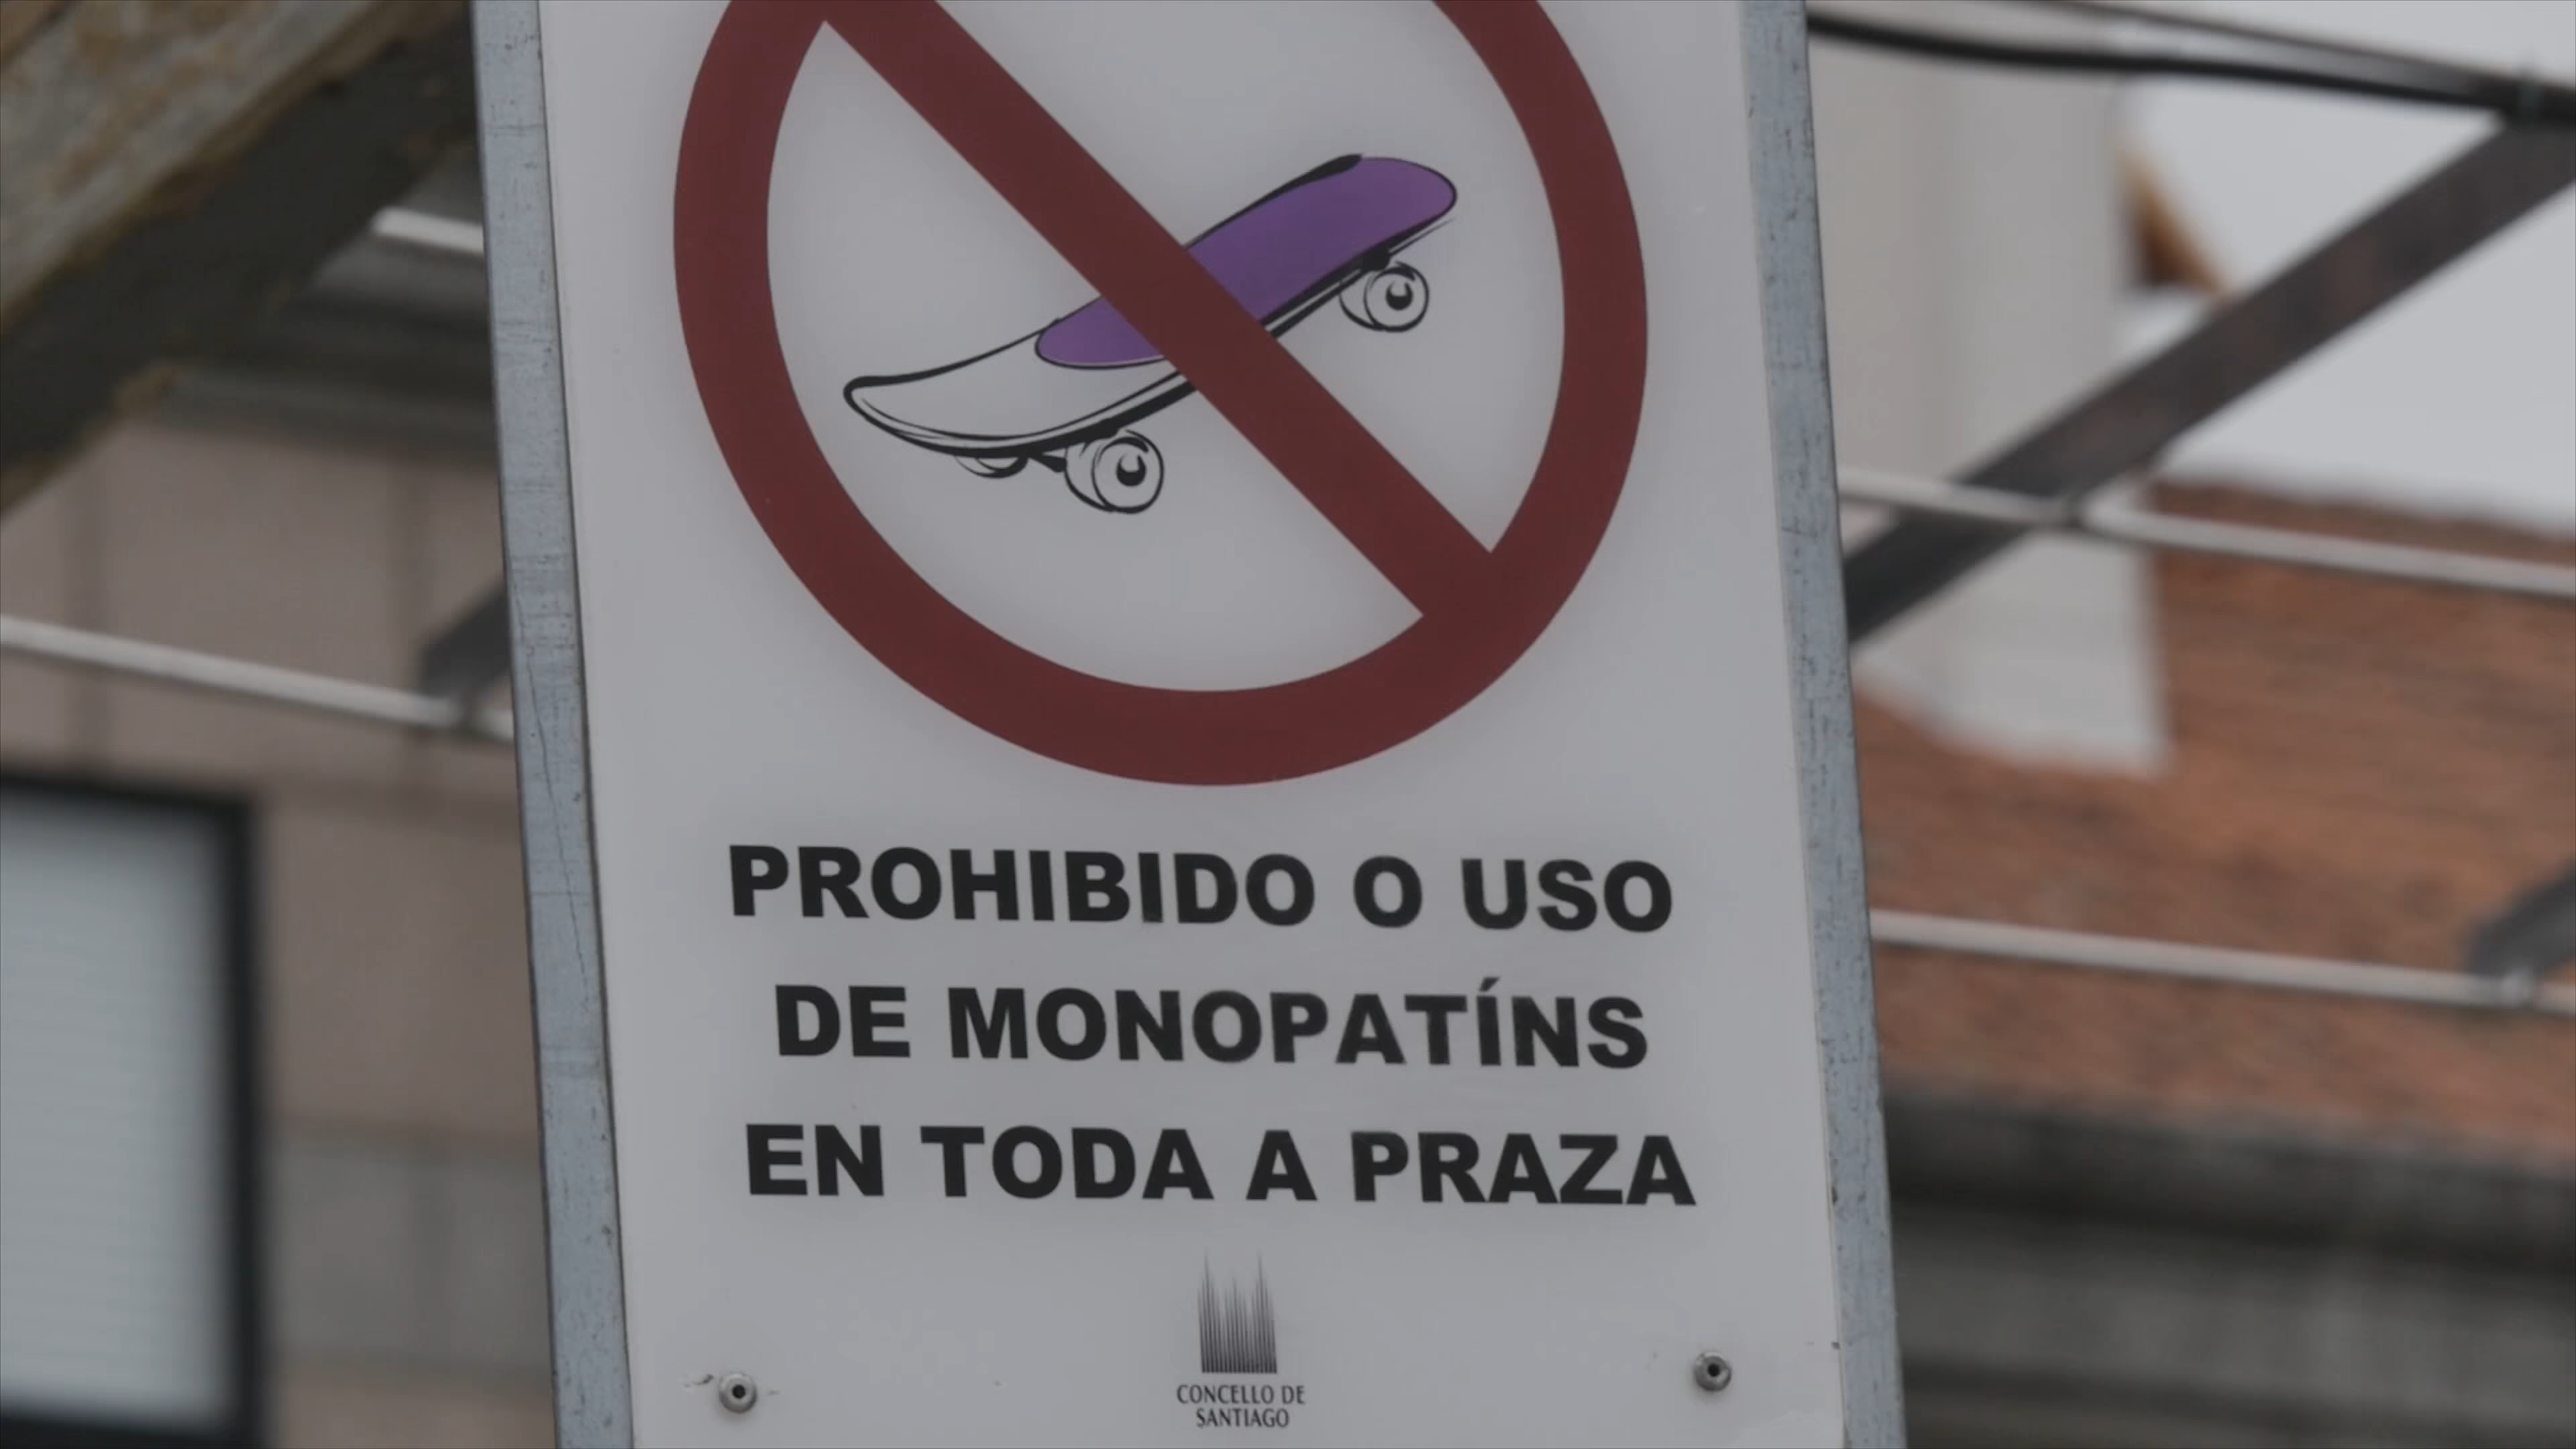 PROHIBIDO O USO
DE MONOPATÍNS
EN TODA A PRAZA
CONCELLO DE
SANTIAGO